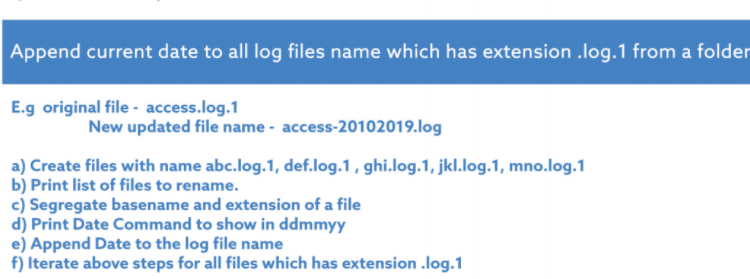 Append current date to all log files name which has extension .log.1 from a folder
E.g original file - access.log.1
New updated file name - access-20102019.log
a) Create files with name abc.log.1, def.log.1 , ghi.log.1, jkl.log.1, mno.log.1
b) Print list of files to rename.
c) Segregate basename and extension of a file
d) Print Date Command to show in ddmmyy
e) Append Date to the log file name
f) Iterate above steps for all files which has extension .log.1